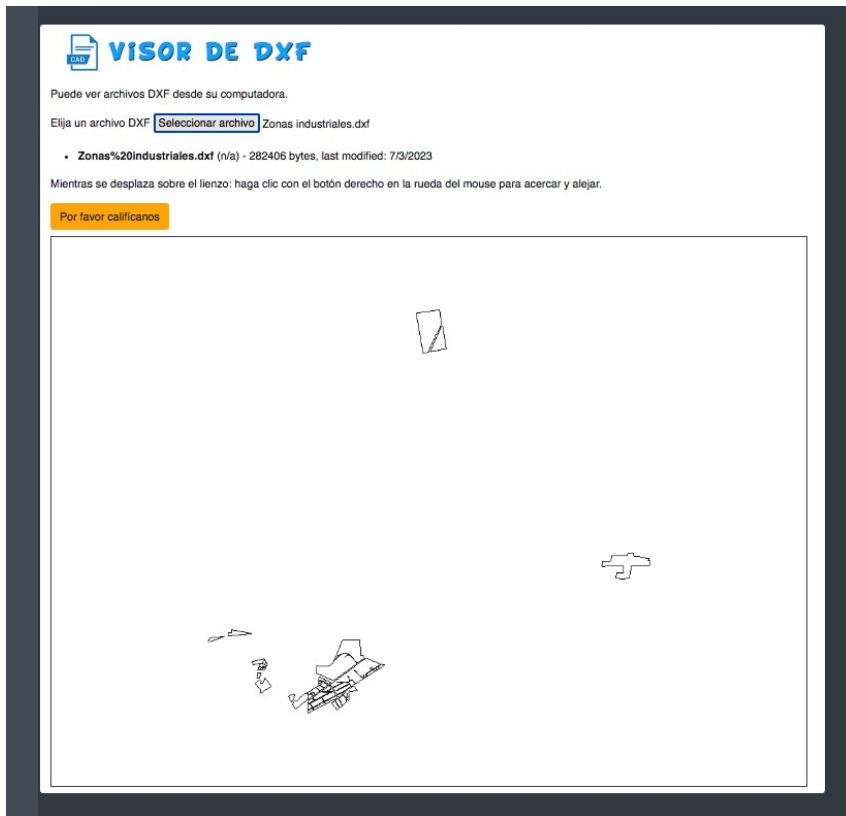 CAD
VISOR DE DXF
Puede ver archivos DXF desde su computadora.
Elija un archivo DXF Seleccionar archivo Zonas industriales.dxf
• Zonas%20industriales.dxf (n/a) - 282406 bytes, last modified: 7/3/2023
Mientras se desplaza sobre el lienzo: haga clic con el botón derecho en la rueda del mouse para acercar y alejar.
Por favor califícanos